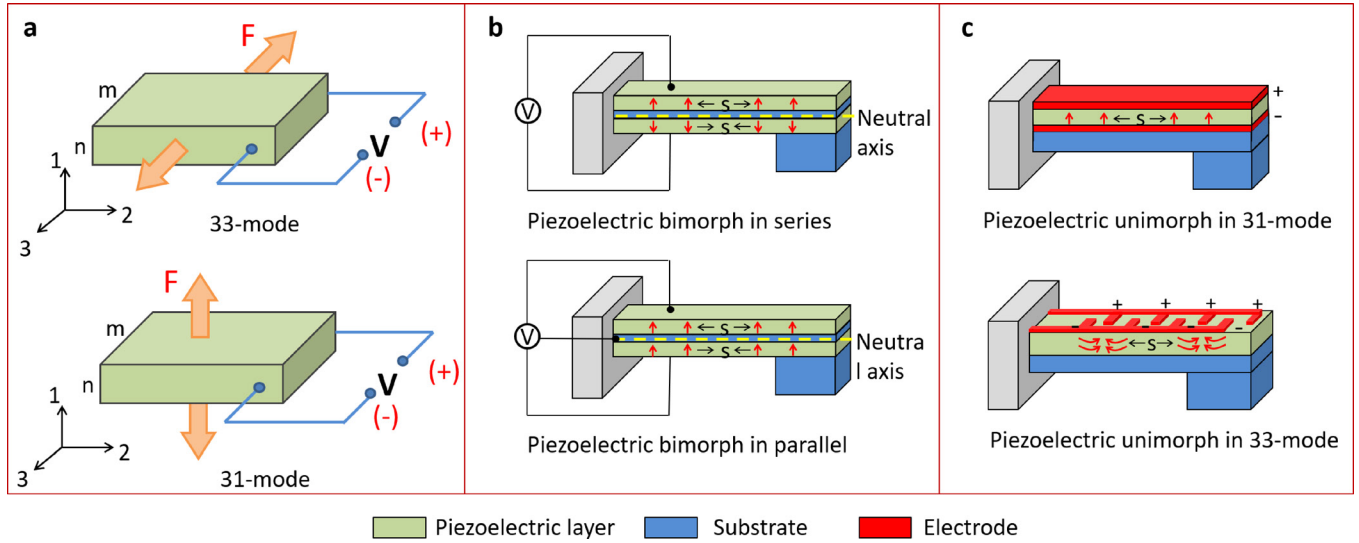 a
F
m
n
V
(+)
(-)
1
2
3
33-mode
F
m
n
V
(+)
(-)
1
2
3
31-mode
b
V
S
S
Neutral
axis
Piezoelectric bimorph in series
V
S
S
Neutra
l axis
Piezoelectric bimorph in parallel
c
+
-
S
Piezoelectric unimorph in 31-mode
+ + + +
- - - -
S
Piezoelectric unimorph in 33-mode
Piezoelectric layer
Substrate
Electrode